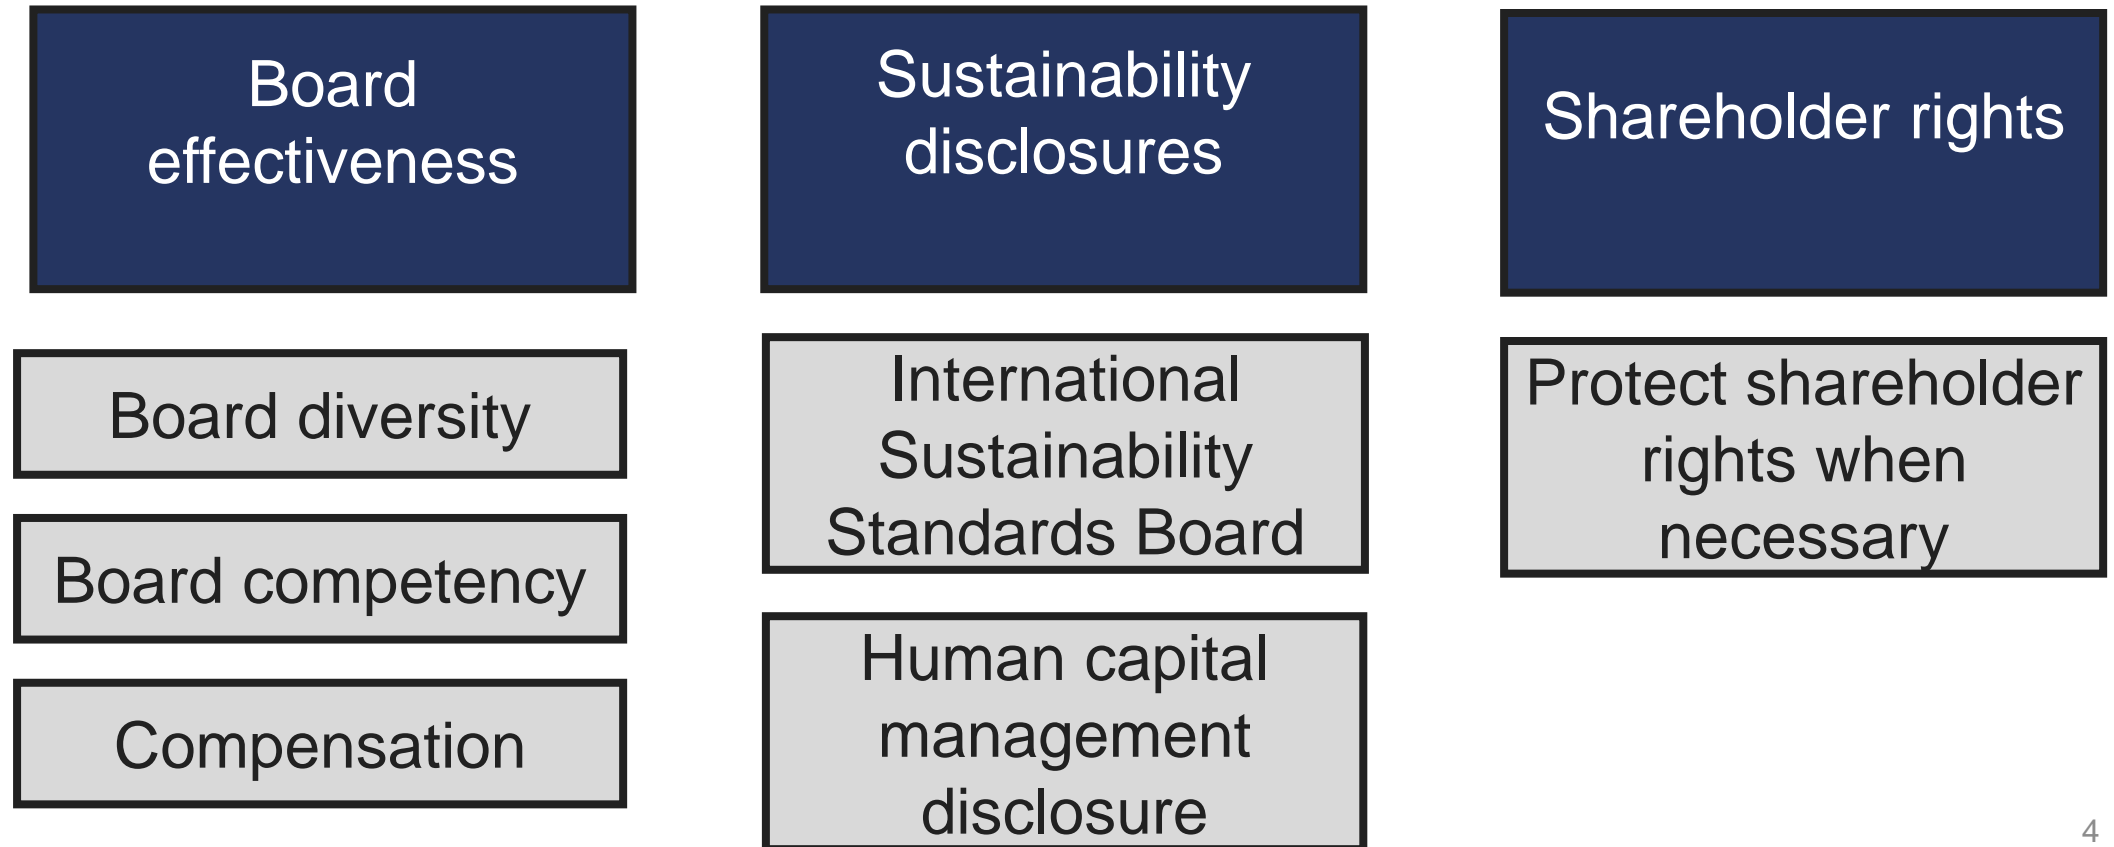 Board
effectiveness
Board diversity
Board competency
Compensation
Sustainability
disclosures
International
Sustainability
Standards Board
Human capital
management
disclosure
Shareholder rights
Protect shareholder
rights when
necessary
4